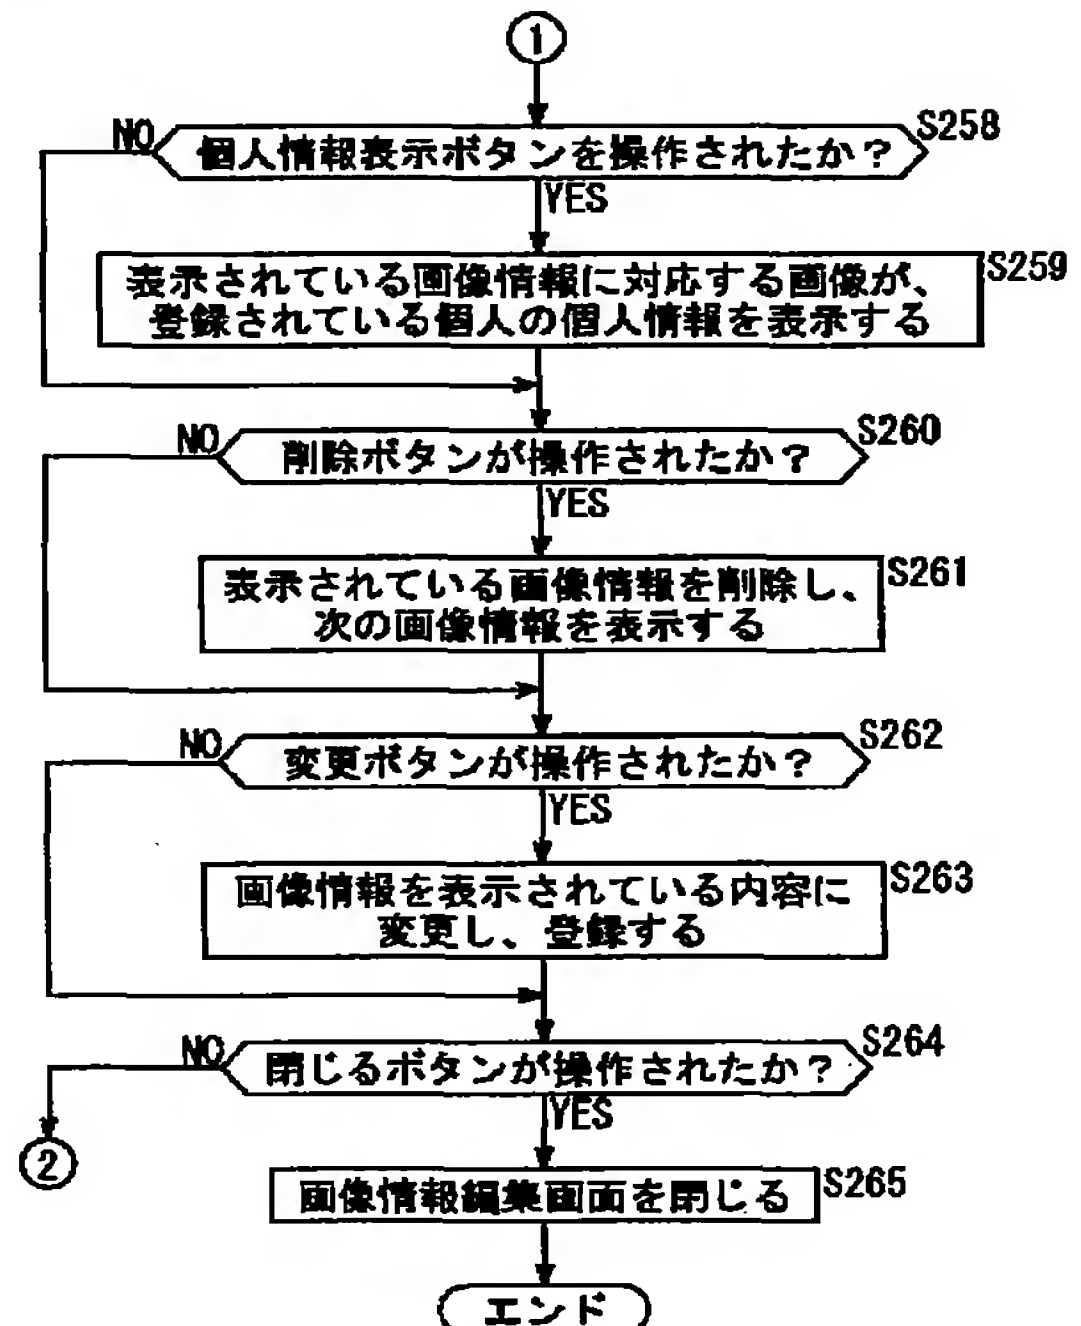 1
NO
個人情報表示ボタンを操作されたか？
S258
YES
表示されている画像情報に対応する画像が、
登録されている個人の個人情報を表示する
S259
NO
削除ボタンが操作されたか？
S260
YES
表示されている画像情報を削除し、
次の画像情報を表示する
S261
NO
変更ボタンが操作されたか？
S262
YES
画像情報を表示されている内容に
変更し、登録する
S263
NO
閉じるボタンが操作されたか？
S264
YES
2
画像情報編集画面を閉じる
S265
エンド